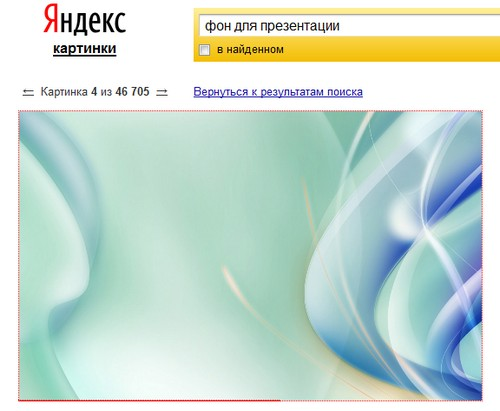 Яндекс
картинки
фон для презентации
в найденном
← Картинка 4 из 46 705 →
Вернуться к результатам поиска